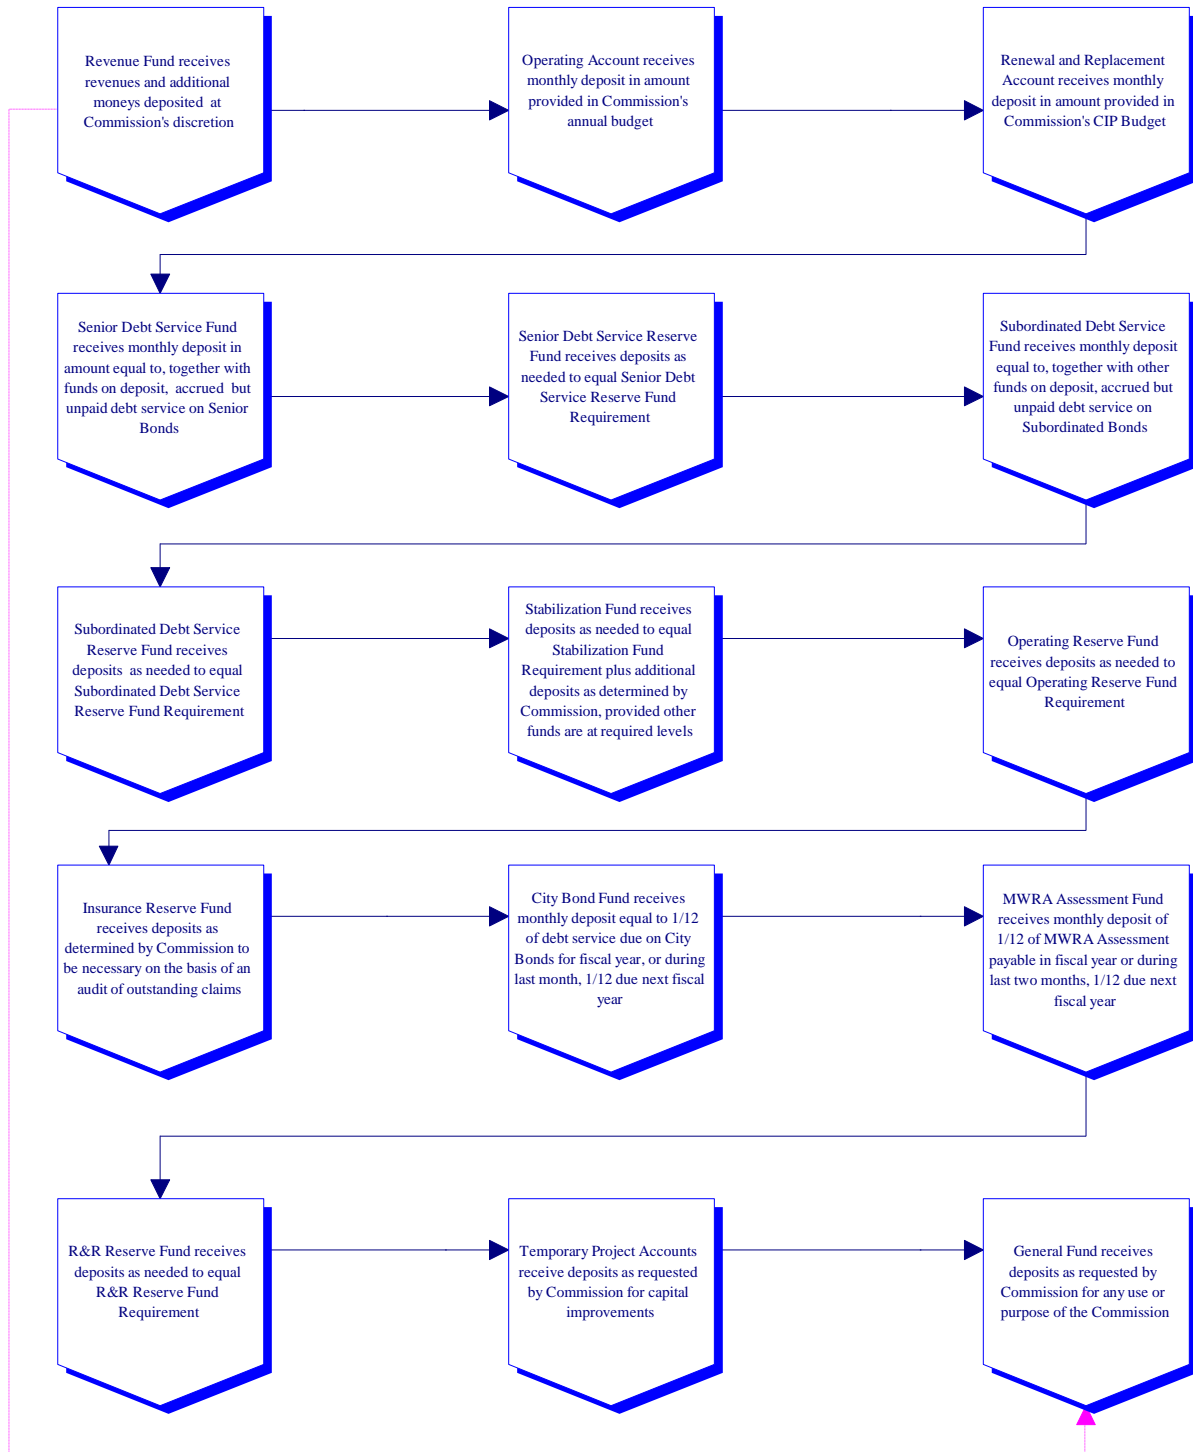 Revenue Fund receives
revenues and additional
moneys deposited at
Commission's discretion
Operating Account receives
monthly deposit in amount
provided in Commission's
annual budget
Renewal and Replacement
Account receives monthly
deposit in amount provided in
Commission's CIP Budget
Senior Debt Service Fund
receives monthly deposit in
amount equal to, together with
funds on deposit, accrued but
unpaid debt service on Senior
Bonds
Senior Debt Service Reserve
Fund receives deposits as
needed to equal Senior Debt
Service Reserve Fund
Requirement
Subordinated Debt Service
Fund receives monthly deposit
equal to, together with other
funds on deposit, accrued but
unpaid debt service on
Subordinated Bonds
Subordinated Debt Service
Reserve Fund receives
deposits as needed to equal
Subordinated Debt Service
Reserve Fund Requirement
Stabilization Fund receives
deposits as needed to equal
Stabilization Fund
Requirement plus additional
deposits as determined by
Commission, provided other
funds are at required levels
Operating Reserve Fund
receives deposits as needed to
equal Operating Reserve Fund
Requirement
Insurance Reserve Fund
receives deposits as
determined by Commission to
be necessary on the basis of an
audit of outstanding claims
City Bond Fund receives
monthly deposit equal to 1/12
of debt service due on City
Bonds for fiscal year, or during
last month, 1/12 due next fiscal
year
MWRA Assessment Fund
receives monthly deposit of
1/12 of MWRA Assessment
payable in fiscal year or during
last two months, 1/12 due next
fiscal year
R&R Reserve Fund receives
deposits as needed to equal
R&R Reserve Fund
Requirement
Temporary Project Accounts
receive deposits as requested
by Commission for capital
improvements
General Fund receives
deposits as requested by
Commission for any use or
purpose of the Commission